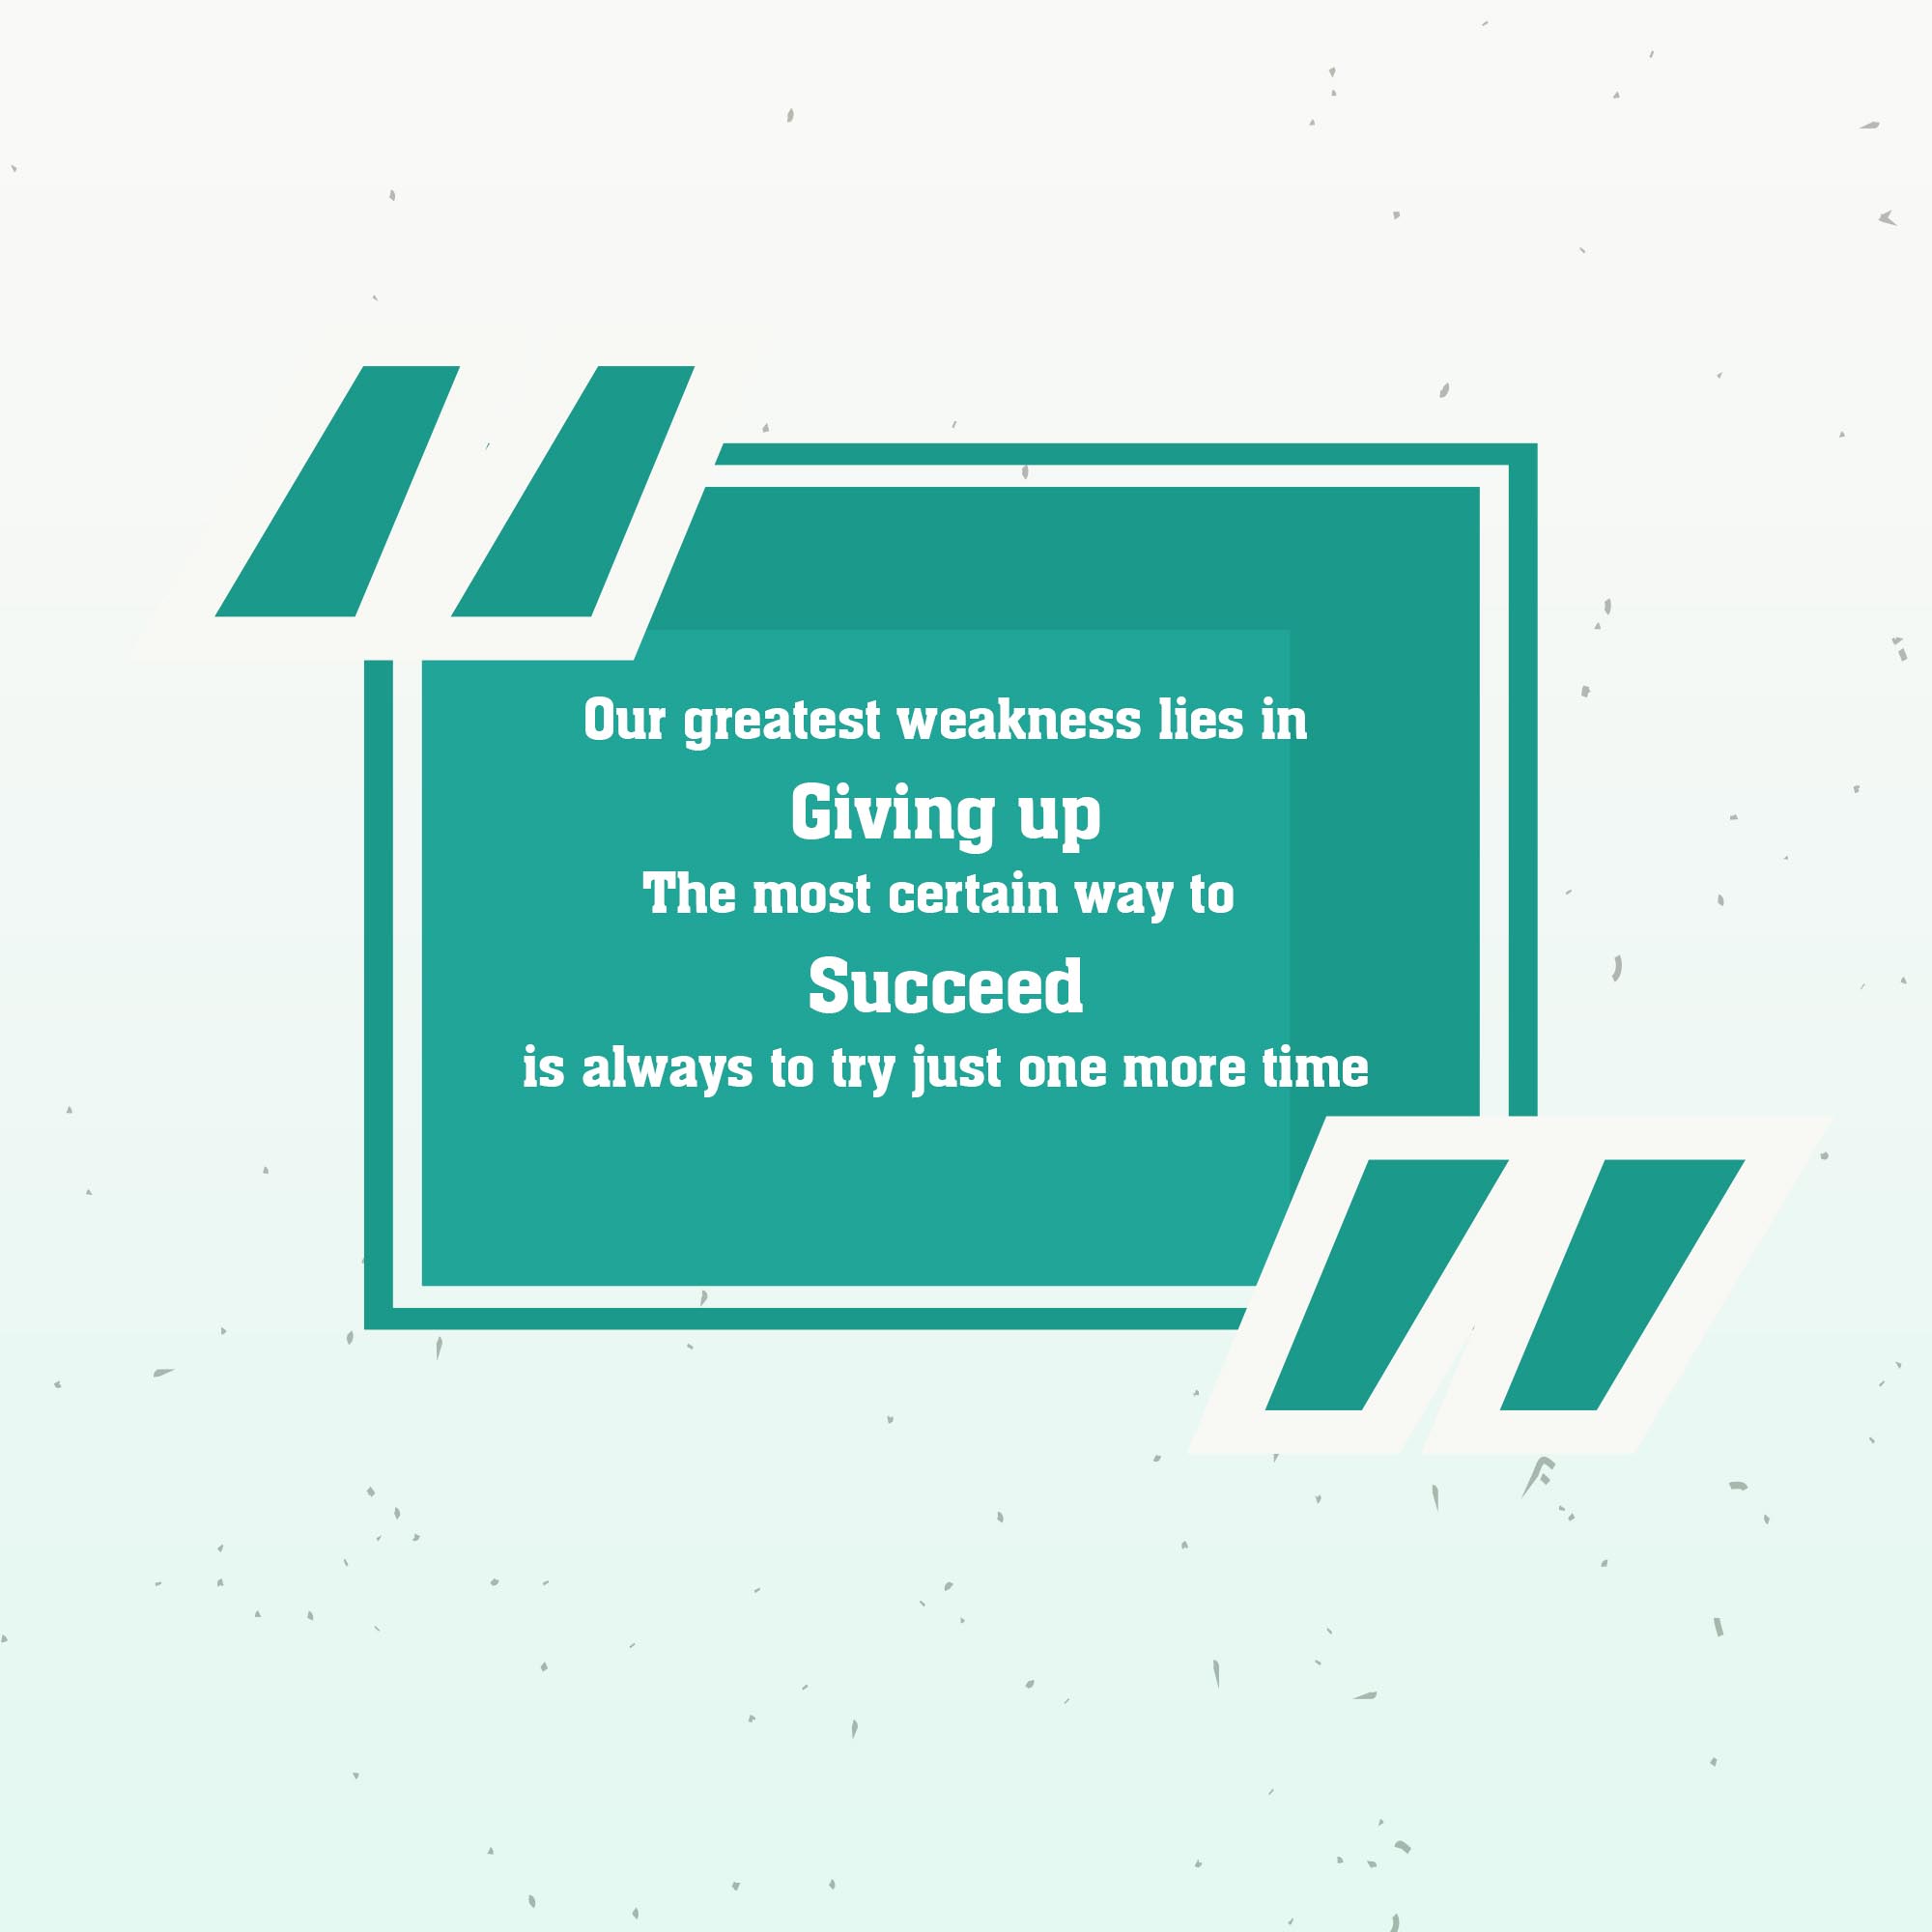 Our greatest weakness lies in
Giving up
The most certain way to
Succeed
is always to try just one more time